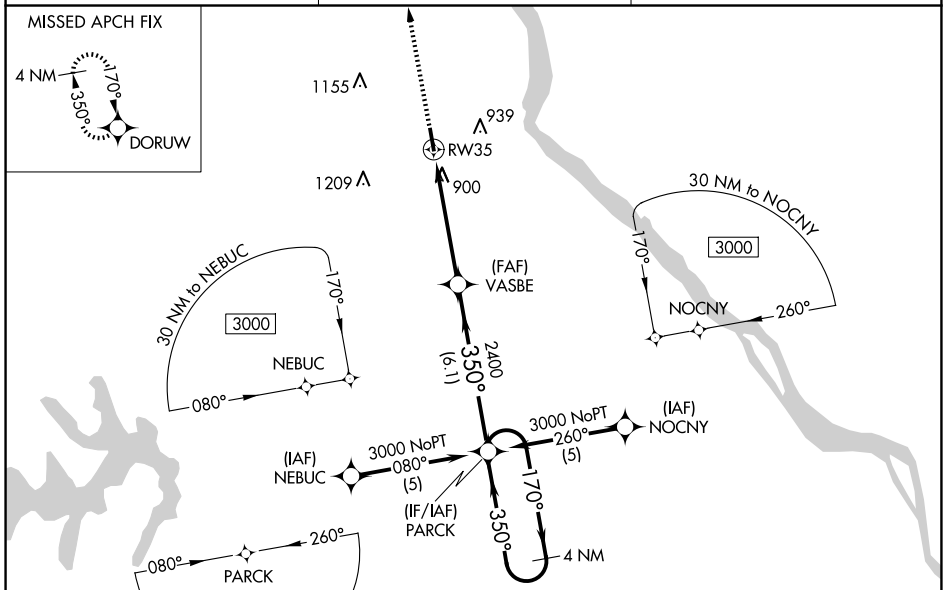 MISSED APCH FIX
4 NM
170°
350°
DORUW
1155
939
RW35
1209
900
30 NM to NOCNY
3000
170°
NOCNY
260°
(FAF)
VASBE
30 NM to NEBUC
3000
170°
NEBUC
080°
2400
350°
(6.1)
(IAF)
NEBUC
3000 NoPT
080°
(5)
3000 NoPT
260°
(5)
(IAF)
NOCNY
(IF/IAF)
PARCK
350°
170°
4 NM
080°
260°
PARCK